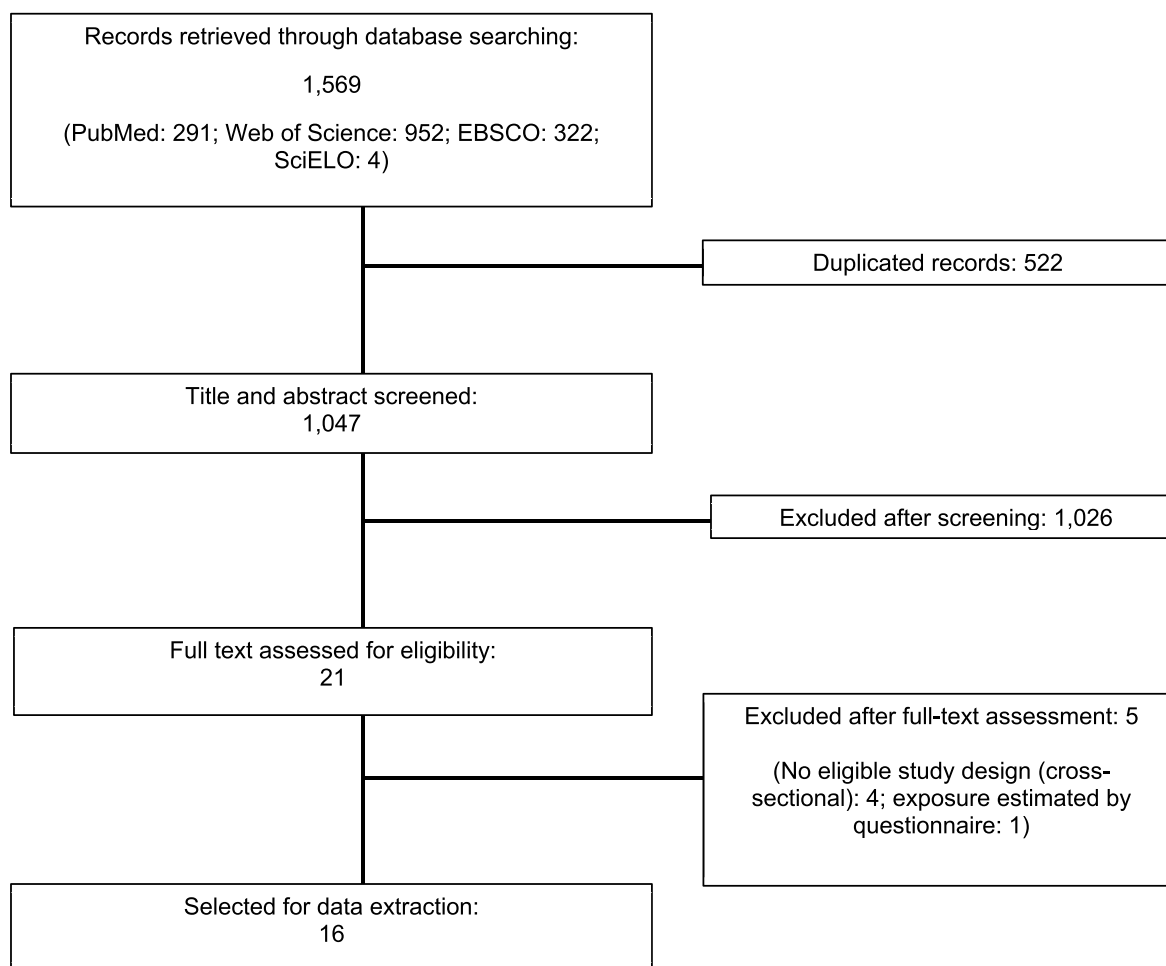 Records retrieved through database searching:
1,569
(PubMed: 291; Web of Science: 952; EBSCO: 322;
SciELO: 4)
Duplicated records: 522
Title and abstract screened:
1,047
Excluded after screening: 1,026
Full text assessed for eligibility:
21
Excluded after full-text assessment: 5
(No eligible study design (cross-
sectional): 4; exposure estimated by
questionnaire: 1)
Selected for data extraction:
16